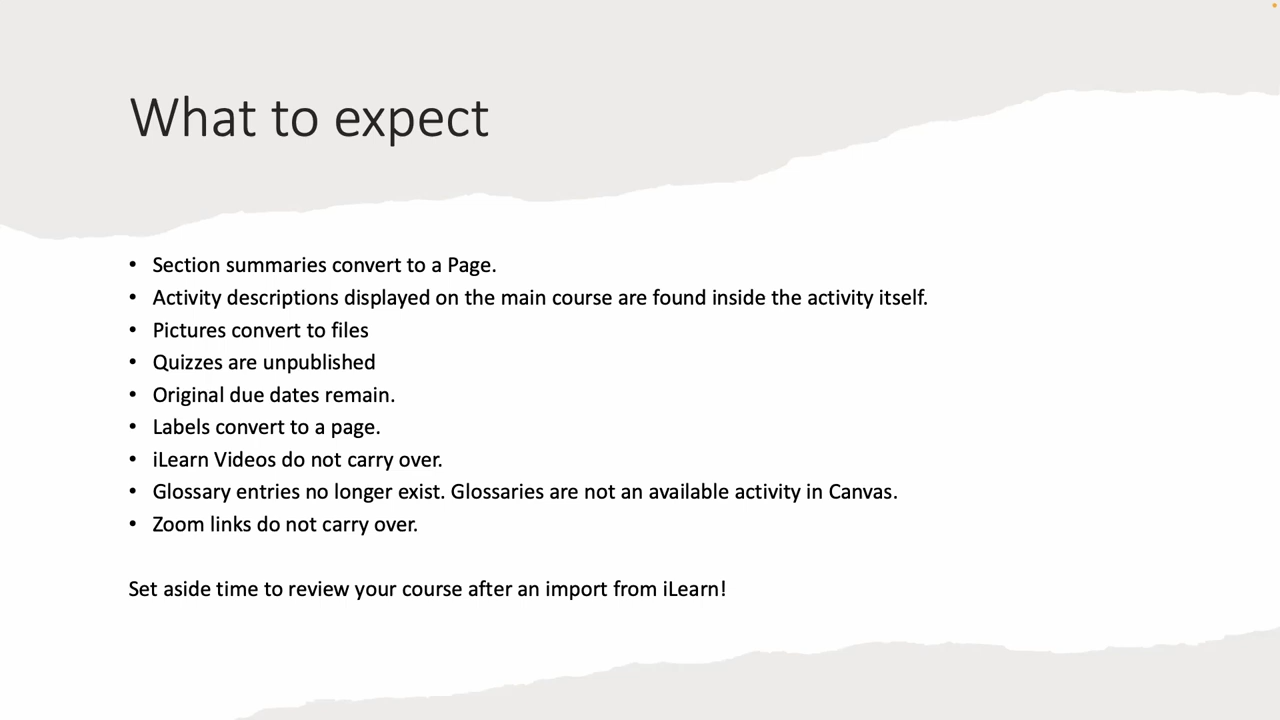 What to expect
• Section summaries convert to a Page.
• Activity descriptions displayed on the main course are found inside the activity itself.
• Pictures convert to files
• Quizzes are unpublished
• Original due dates remain.
• Labels convert to a page.
• iLearn Videos do not carry over.
• Glossary entries no longer exist. Glossaries are not an available activity in Canvas.
• Zoom links do not carry over.
Set aside time to review your course after an import from iLearn!